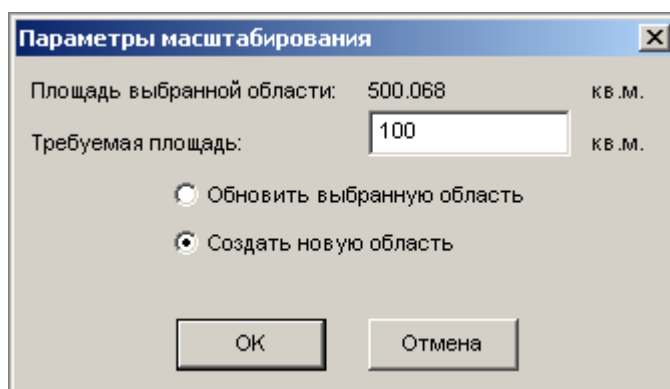 Параметры масштабирования
Площадь выбранной области: 500.068 кв.м.
Требуемая площадь: 100 кв.м.
Обновить выбранную область
Создать новую область
OK Отмена